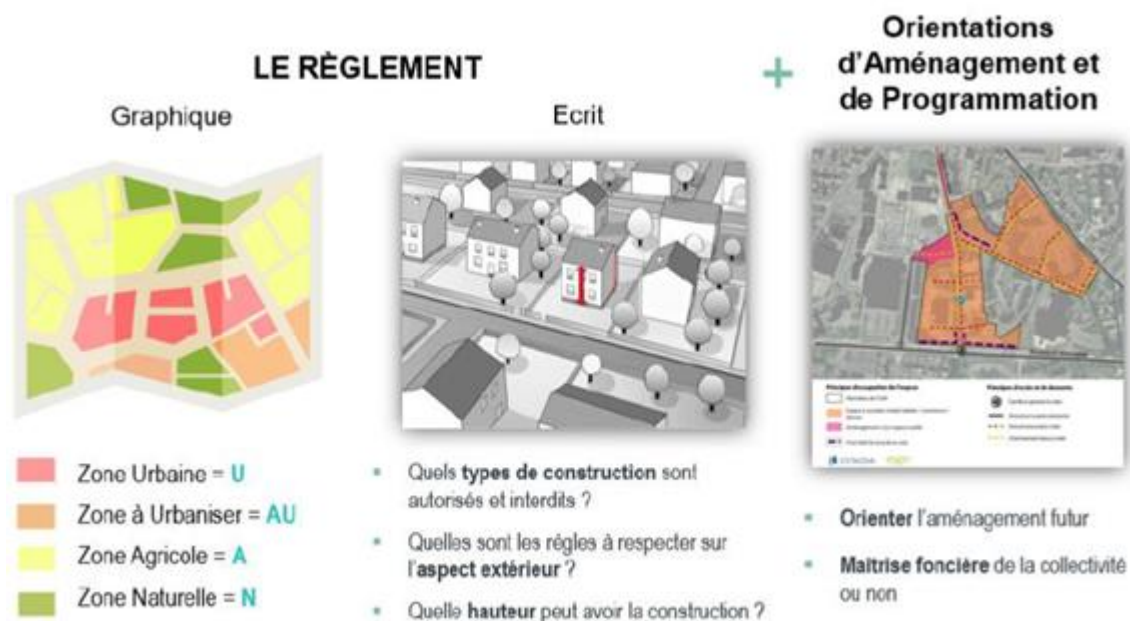 LE RÈGLEMENT
+
Orientations
d'Aménagement et
de Programmation
Graphique
Ecrit
Zone Urbaine = U
Zone à Urbaniser = AU
Zone Agricole = A
Zone Naturelle = N
Quels types de construction sont
autorisés et interdits ?
Quelles sont les régles à respecter sur
l'aspect extérieur ?
Quelle hauteur peut avoir la construction ?
Orienter l'aménagement futur
Maîtrise foncière de la collectivité
ou non